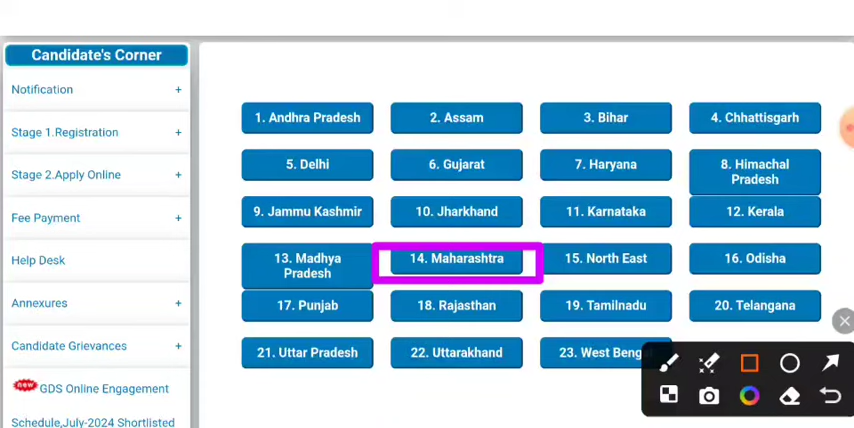 Candidate's Corner
Notification +
Stage 1.Registration +
Stage 2.Apply Online +
Fee Payment +
Help Desk
Annexures +
Candidate Grievances +
new GDS Online Engagement
Schedule,July-2024 Shortlisted
1. Andhra Pradesh
2. Assam
3. Bihar
4. Chhattisgarh
5. Delhi
6. Gujarat
7. Haryana
8. Himachal
Pradesh
9. Jammu Kashmir
10. Jharkhand
11. Karnataka
12. Kerala
13. Madhya
Pradesh
14. Maharashtra
15. North East
16. Odisha
17. Punjab
18. Rajasthan
19. Tamilnadu
20. Telangana
21. Uttar Pradesh
22. Uttarakhand
23. West Beng